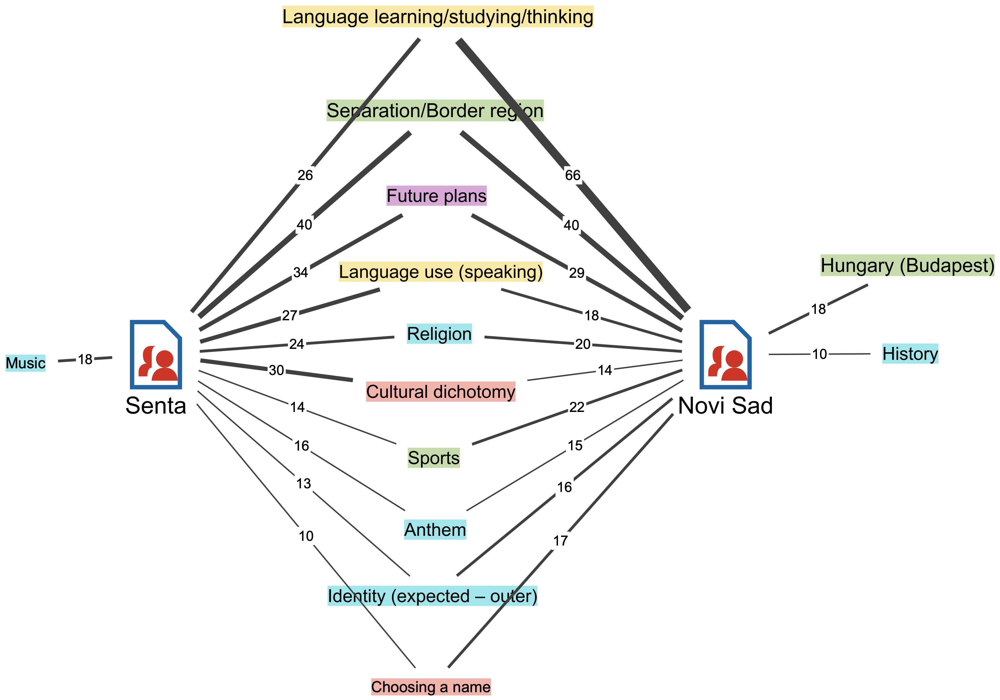 Language learning/studying/thinking
Separation/Border region
26
66
Future plans
40
40
Hungary (Budapest)
Language use (speaking)
34
29
18
27
18
Religion
24
20
Music
18
10
History
30
14
Cultural dichotomy
Senta
Novi Sad
14
22
Sports
16
15
13
16
Anthem
10
17
Identity (expected – outer)
Choosing a name